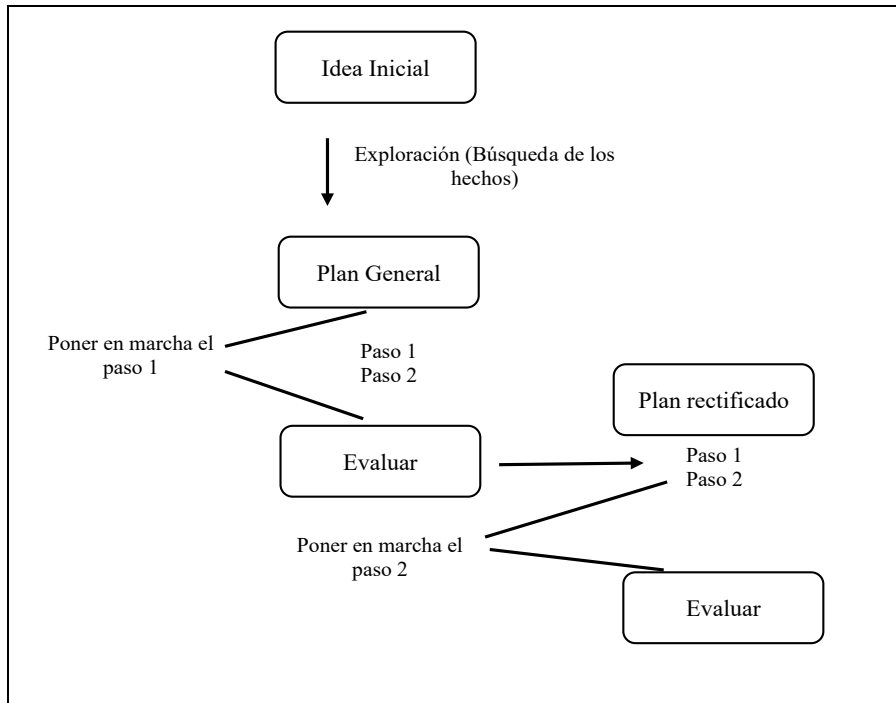 Idea Inicial
Exploración (Búsqueda de los
hechos)
Plan General
Poner en marcha el
paso 1
Paso 1
Paso 2
Plan rectificado
Evaluar
Paso 1
Paso 2
Poner en marcha el
paso 2
Evaluar